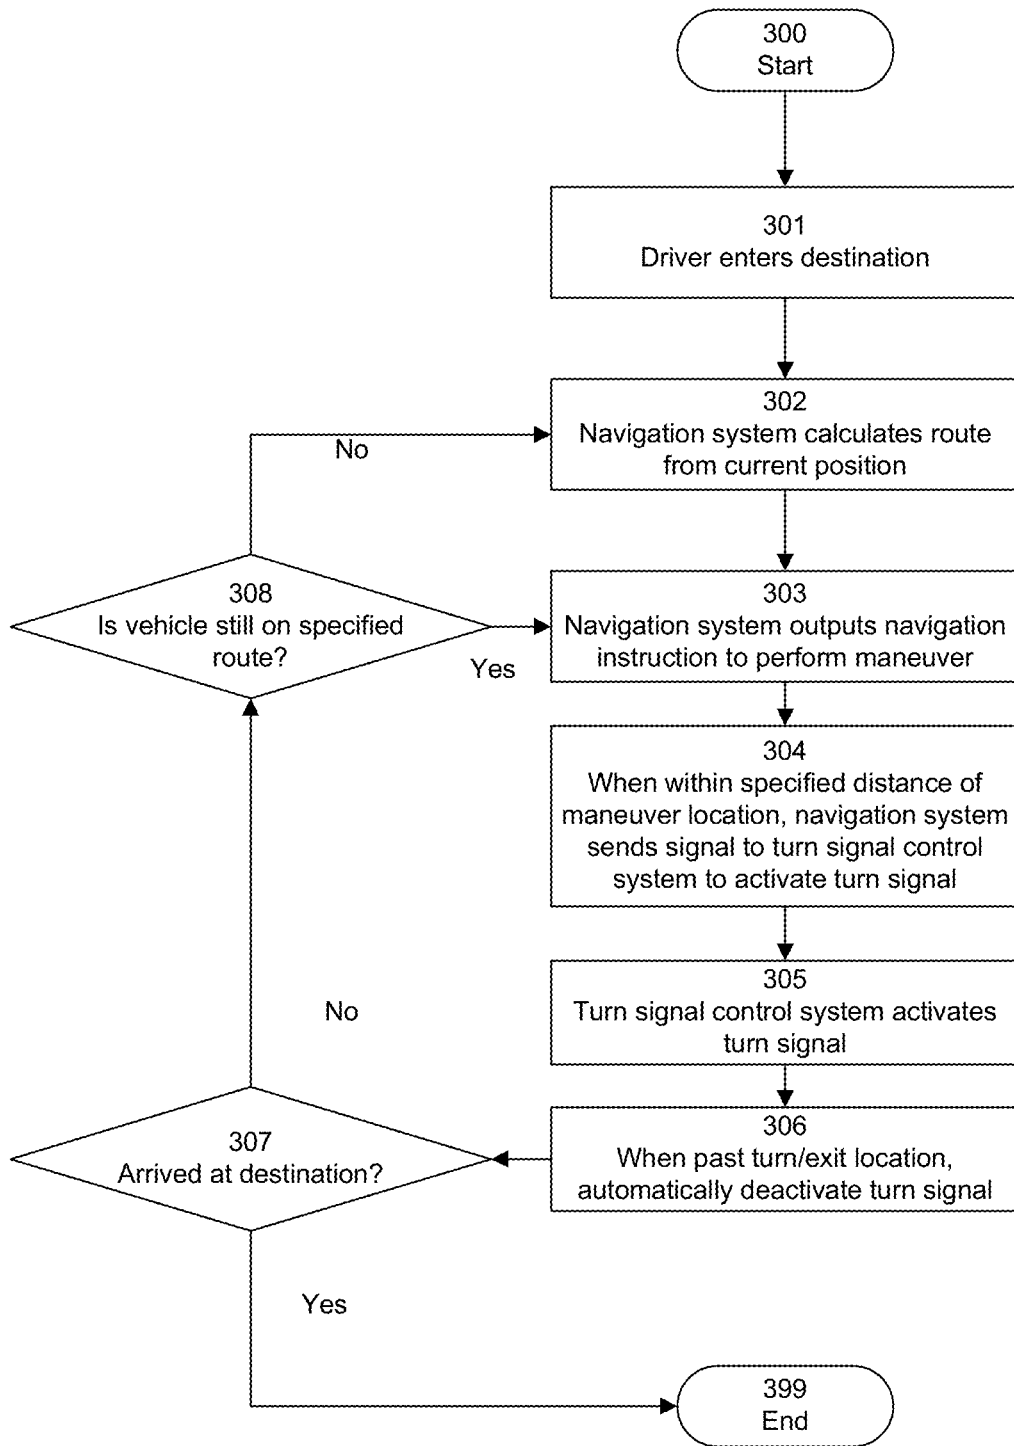 300
Start
301
Driver enters destination
302
Navigation system calculates route
from current position
No
308
Is vehicle still on specified
route?
Yes
303
Navigation system outputs navigation
instruction to perform maneuver
304
When within specified distance of
maneuver location, navigation system
sends signal to turn signal control
system to activate turn signal
305
Turn signal control system activates
turn signal
No
306
When past turn/exit location,
automatically deactivate turn signal
307
Arrived at destination?
Yes
399
End